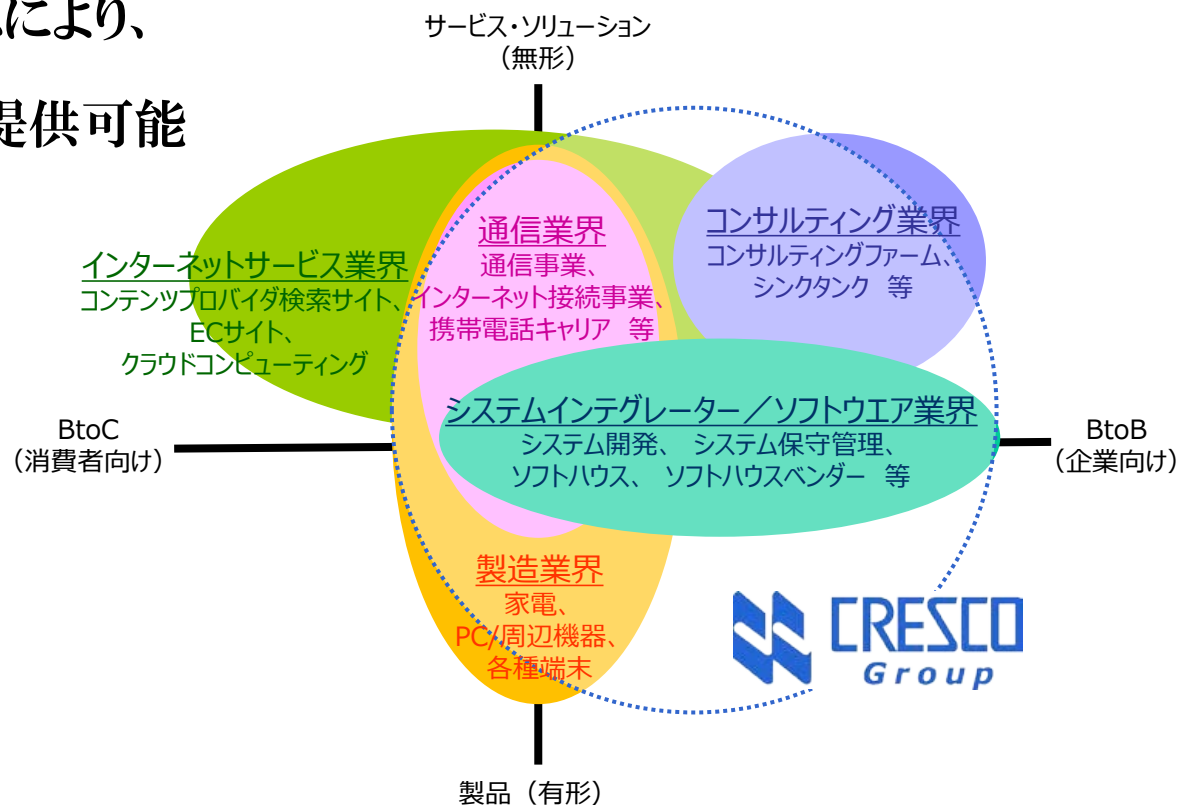 により、
提供可能
サービス・ソリューション
（無形）
通信業界
通信事業、
インターネット接続事業、
携帯電話キャリア 等
コンサルティング業界
コンサルティングファーム、
シンクタンク 等
インターネットサービス業界
コンテンツプロバイダ検索サイト、
ECサイト、
クラウドコンピューティング
システムインテグレーター／ソフトウエア業界
システム開発、 システム保守管理、
ソフトハウス、 ソフトハウスベンダー 等
BtoC
（消費者向け）
BtoB
（企業向け）
製造業界
家電、
PC/周辺機器、
各種端末
CRESCO
Group
製品（有形）